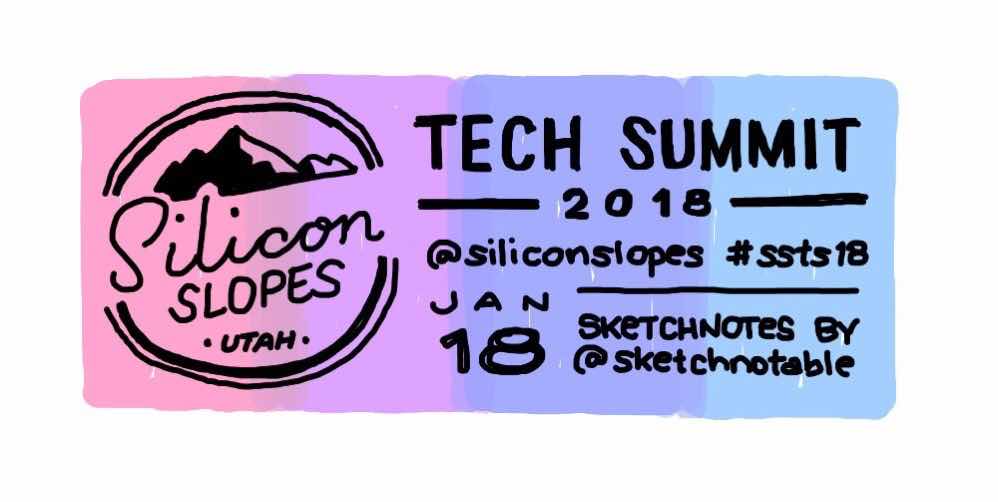 Silicon
SLOPES
·UTAH·
TECH SUMMIT
2018
@siliconslopes #ssts18
JAN
18
SKETCHNOTES BY
@sketchnotable